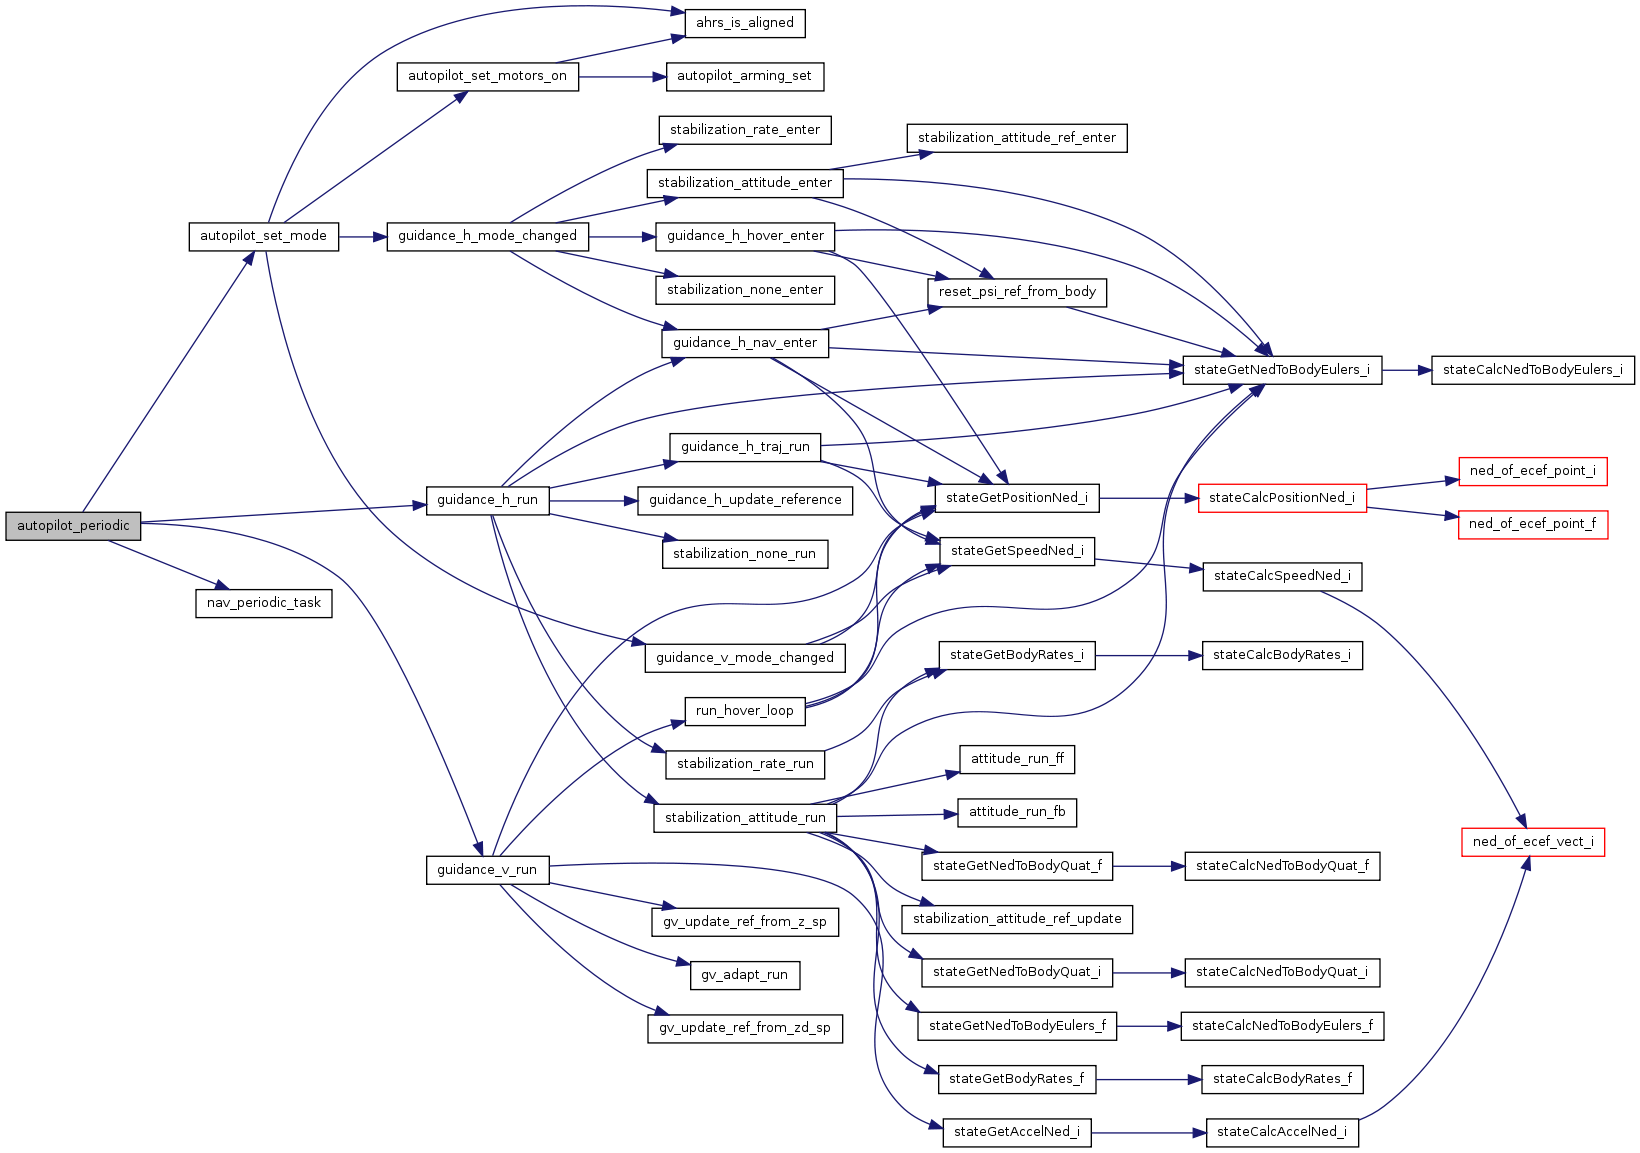 ahrs_is_aligned
autopilot_set_motors_on
autopilot_arming_set
stabilization_rate_enter
stabilization_attitude_ref_enter
stabilization_attitude_enter
autopilot_set_mode
guidance_h_mode_changed
guidance_h_hover_enter
stabilization_none_enter
reset_psi_ref_from_body
guidance_h_nav_enter
stateGetNedToBodyEulers_i
stateCalcNedToBodyEulers_i
guidance_h_traj_run
ned_of_ecef_point_i
guidance_h_run
guidance_h_update_reference
stateGetPositionNed_i
stateCalcPositionNed_i
autopilot_periodic
ned_of_ecef_point_f
stabilization_none_run
stateGetSpeedNed_i
stateCalcSpeedNed_i
nav_periodic_task
guidance_v_mode_changed
stateGetBodyRates_i
stateCalcBodyRates_i
run_hover_loop
stabilization_rate_run
attitude_run_ff
stabilization_attitude_run
attitude_run_fb
ned_of_ecef_vect_i
guidance_v_run
stateGetNedToBodyQuat_f
stateCalcNedToBodyQuat_f
gv_update_ref_from_z_sp
stabilization_attitude_ref_update
gv_adapt_run
stateGetNedToBodyQuat_i
stateCalcNedToBodyQuat_i
gv_update_ref_from_zd_sp
stateGetNedToBodyEulers_f
stateCalcNedToBodyEulers_f
stateGetBodyRates_f
stateCalcBodyRates_f
stateGetAccelNed_i
stateCalcAccelNed_i